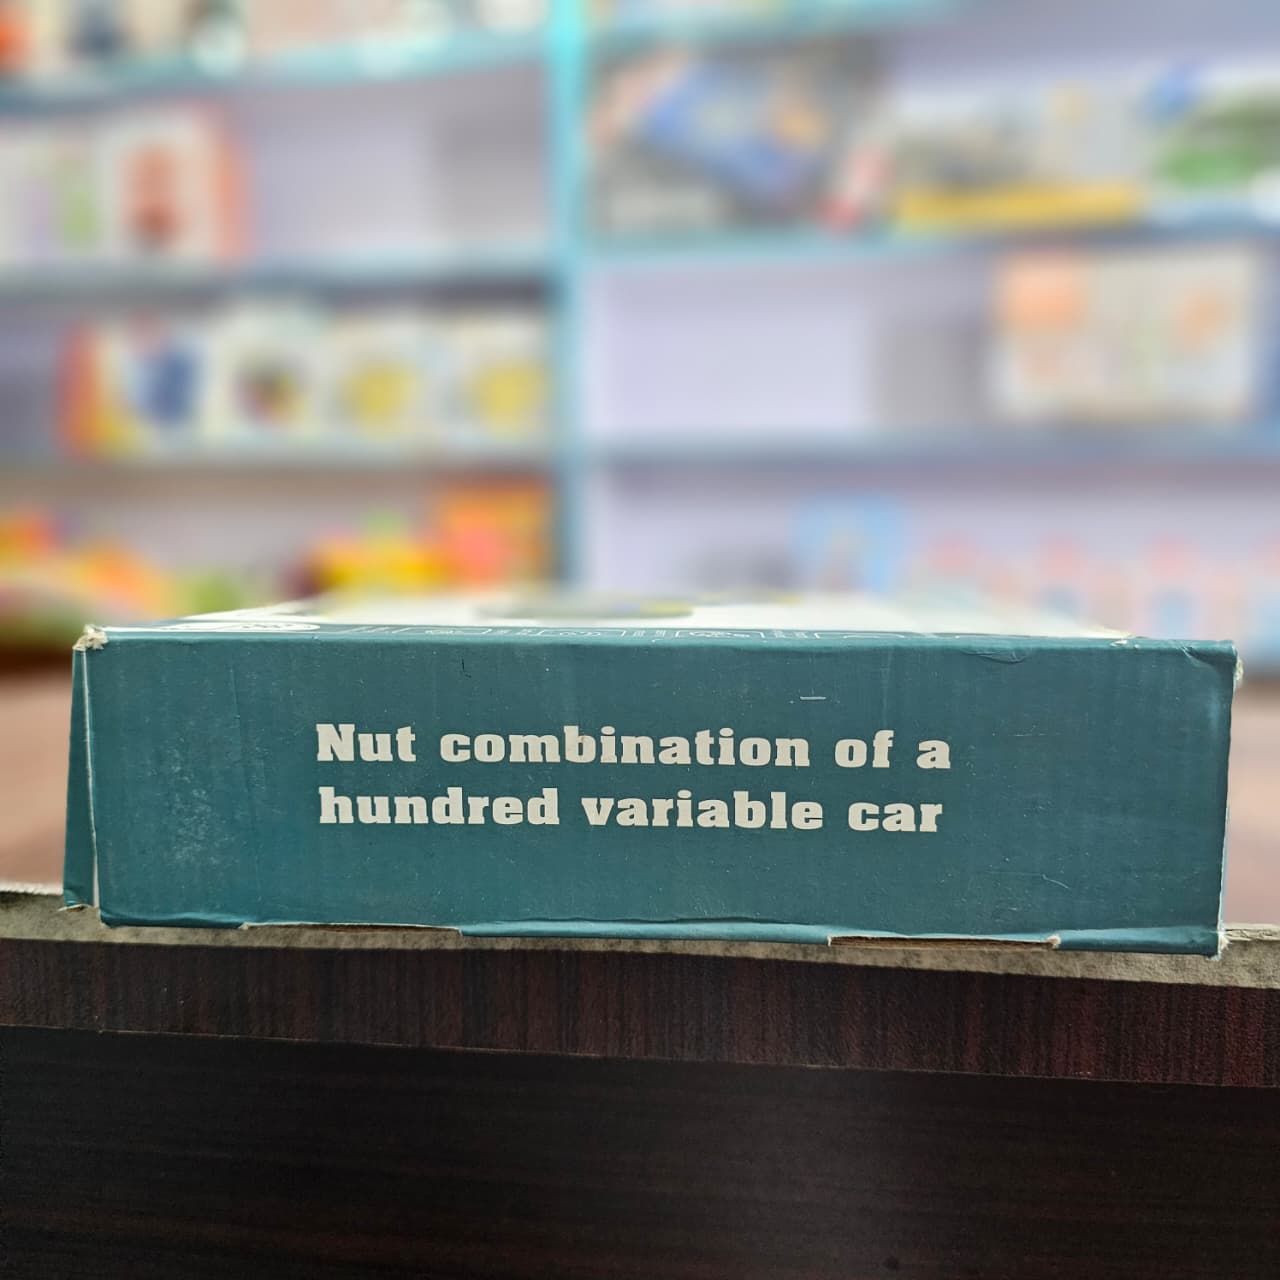 Nut combination of a
hundred variable car